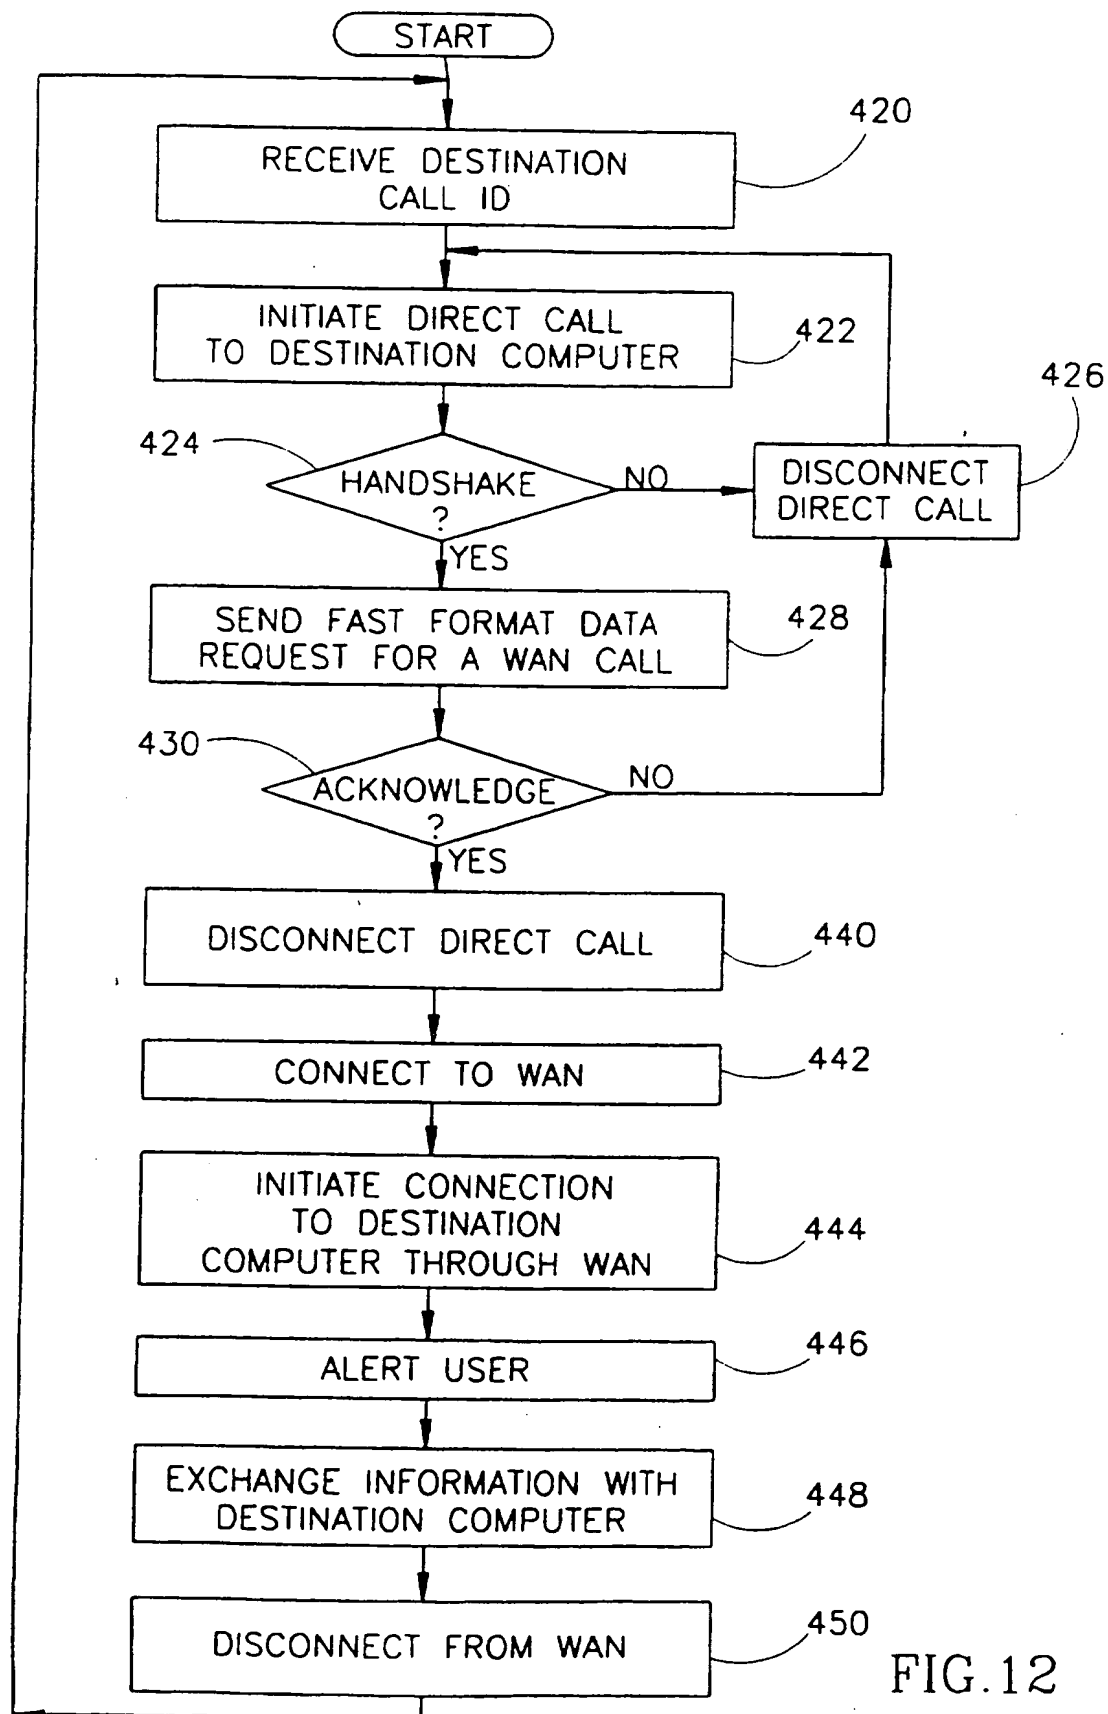 START
420
RECEIVE DESTINATION
CALL ID
INITIATE DIRECT CALL
TO DESTINATION COMPUTER
422
426
424
HANDSHAKE
?
NO
DISCONNECT
DIRECT CALL
YES
SEND FAST FORMAT DATA
REQUEST FOR A WAN CALL
428
430
ACKNOWLEDGE
?
NO
YES
DISCONNECT DIRECT CALL
440
CONNECT TO WAN
442
INITIATE CONNECTION
TO DESTINATION
COMPUTER THROUGH WAN
444
ALERT USER
446
EXCHANGE INFORMATION WITH
DESTINATION COMPUTER
448
DISCONNECT FROM WAN
450
FIG.12